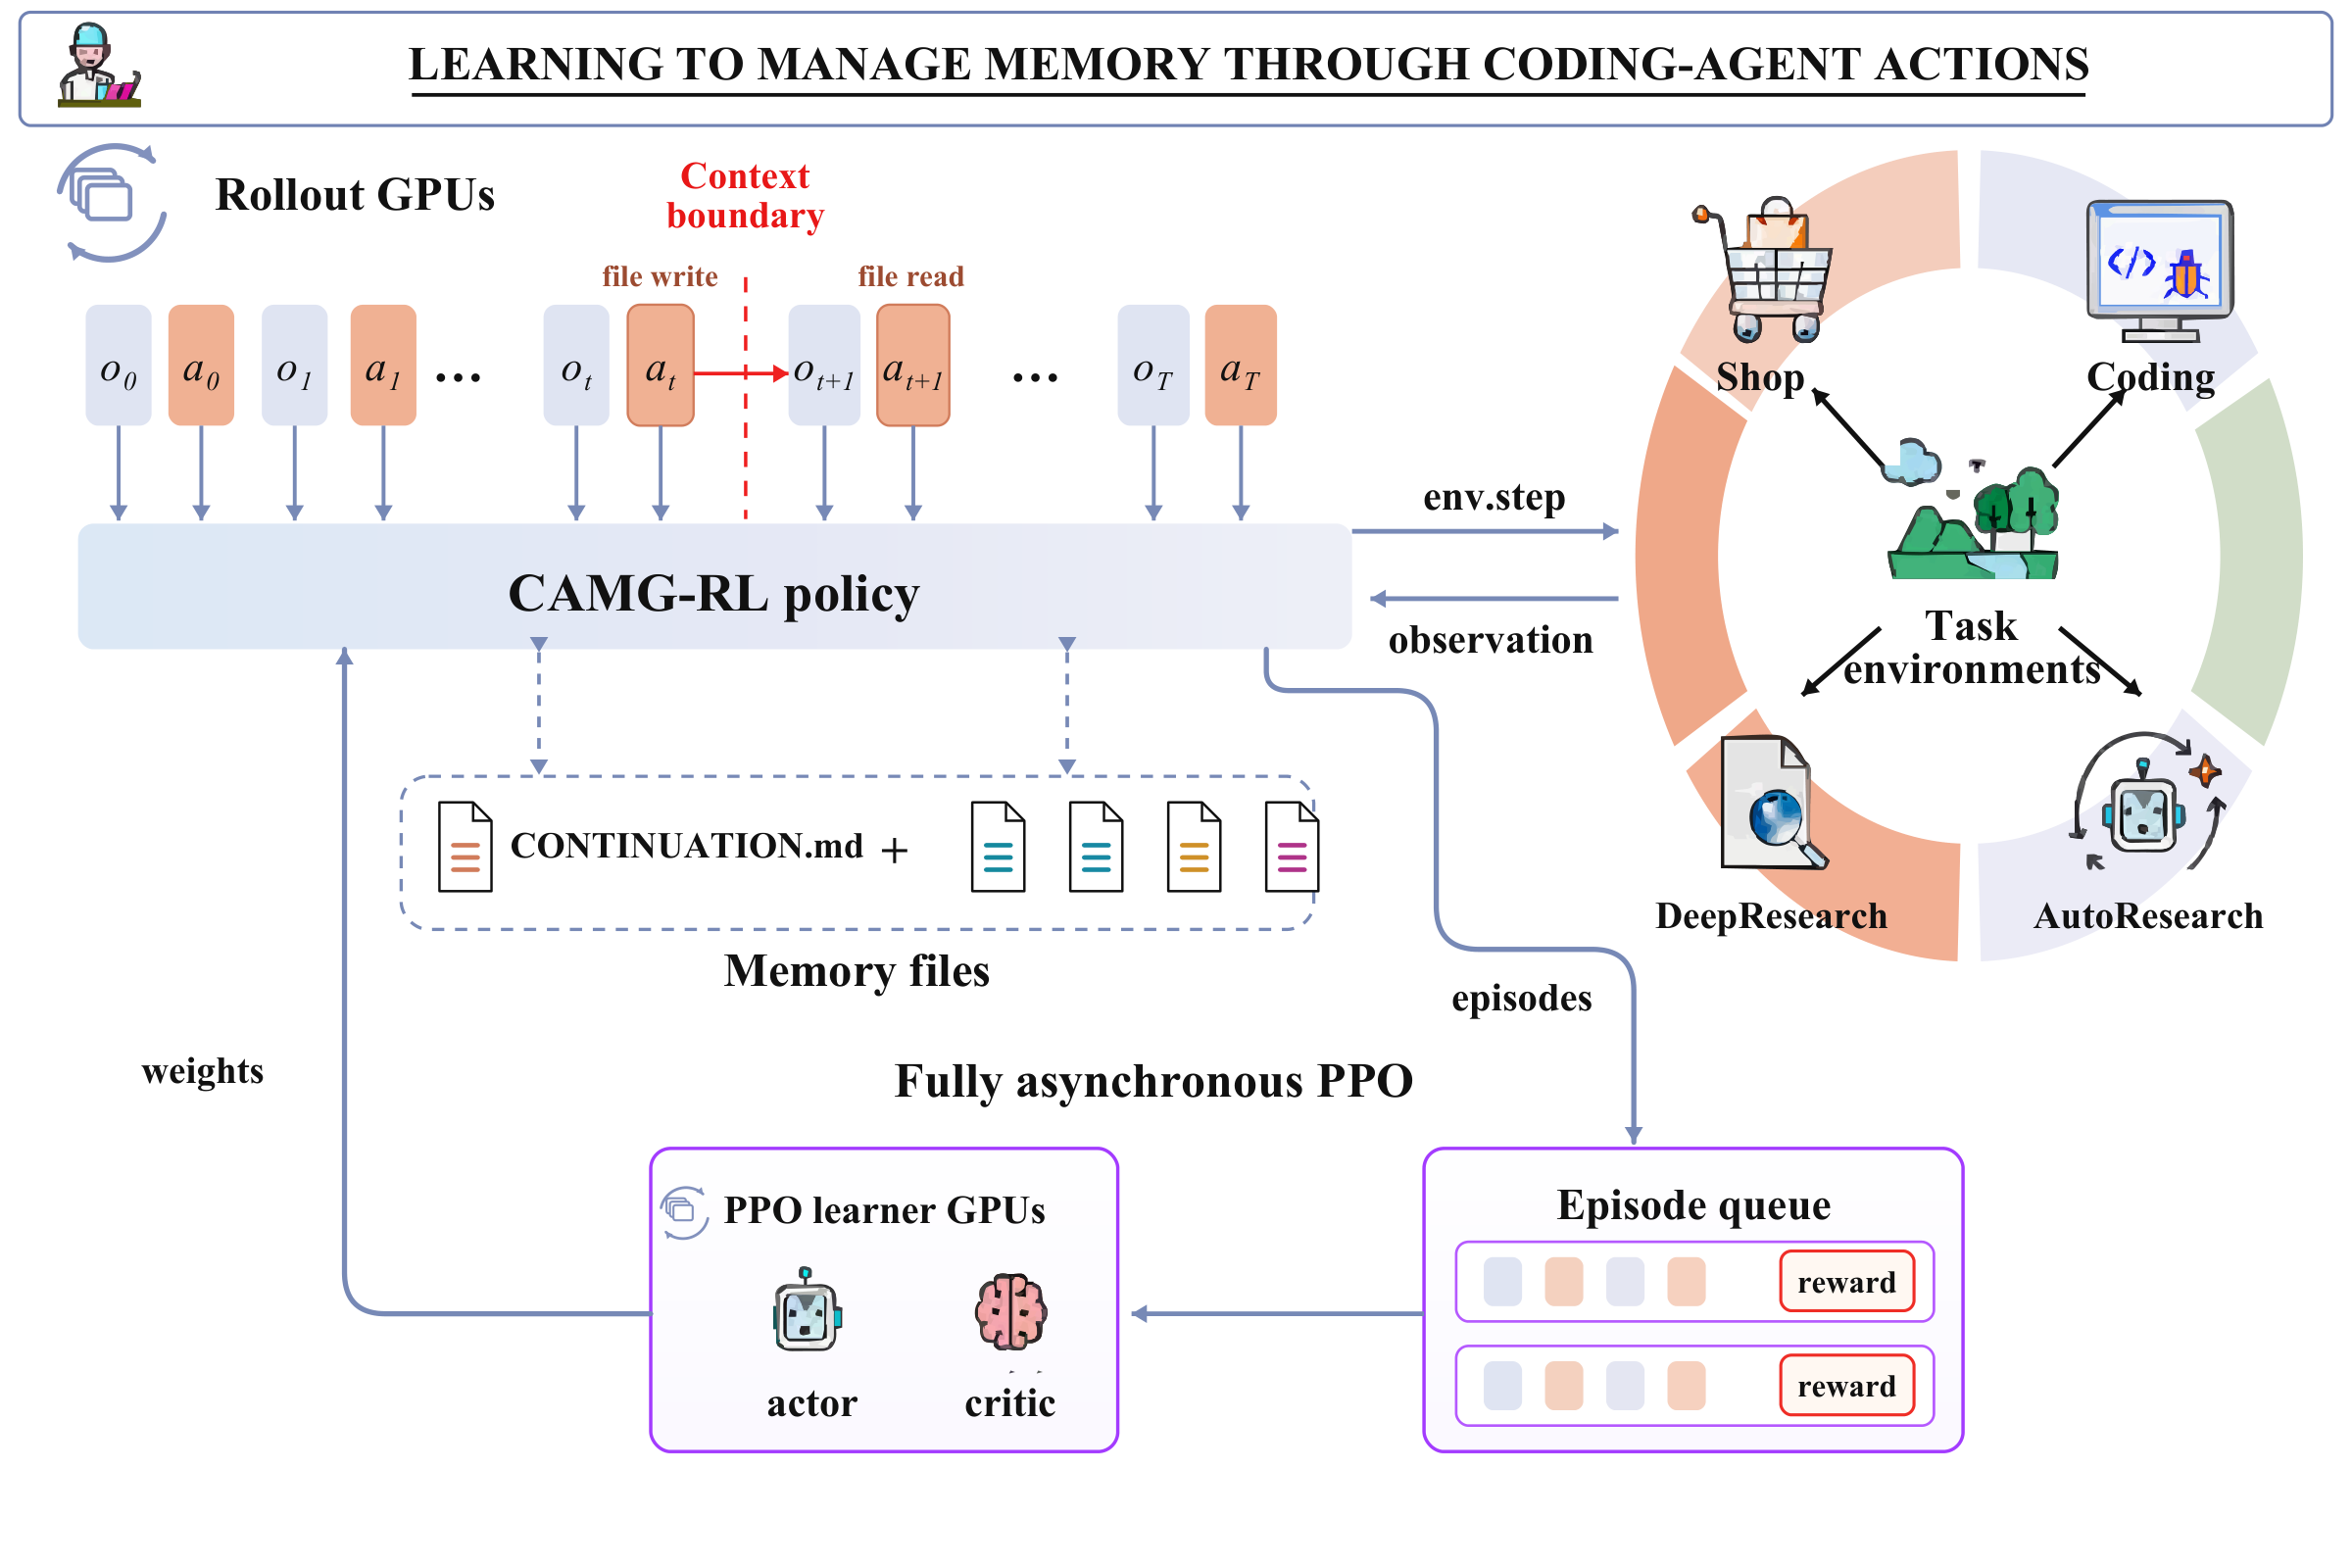 LEARNING TO MANAGE MEMORY THROUGH CODING-AGENT ACTIONS
Rollout GPUs
Context
boundary
file write
file read
o0 a0 o1 a1 ... ot at ot+1 at+1 ... oT aT
CAMG-RL policy
env.step
observation
Shop
Coding
Task
environments
DeepResearch
AutoResearch
CONTINUATION.md +
Memory files
episodes
weights
Fully asynchronous PPO
PPO learner GPUs
actor
critic
Episode queue
reward
reward